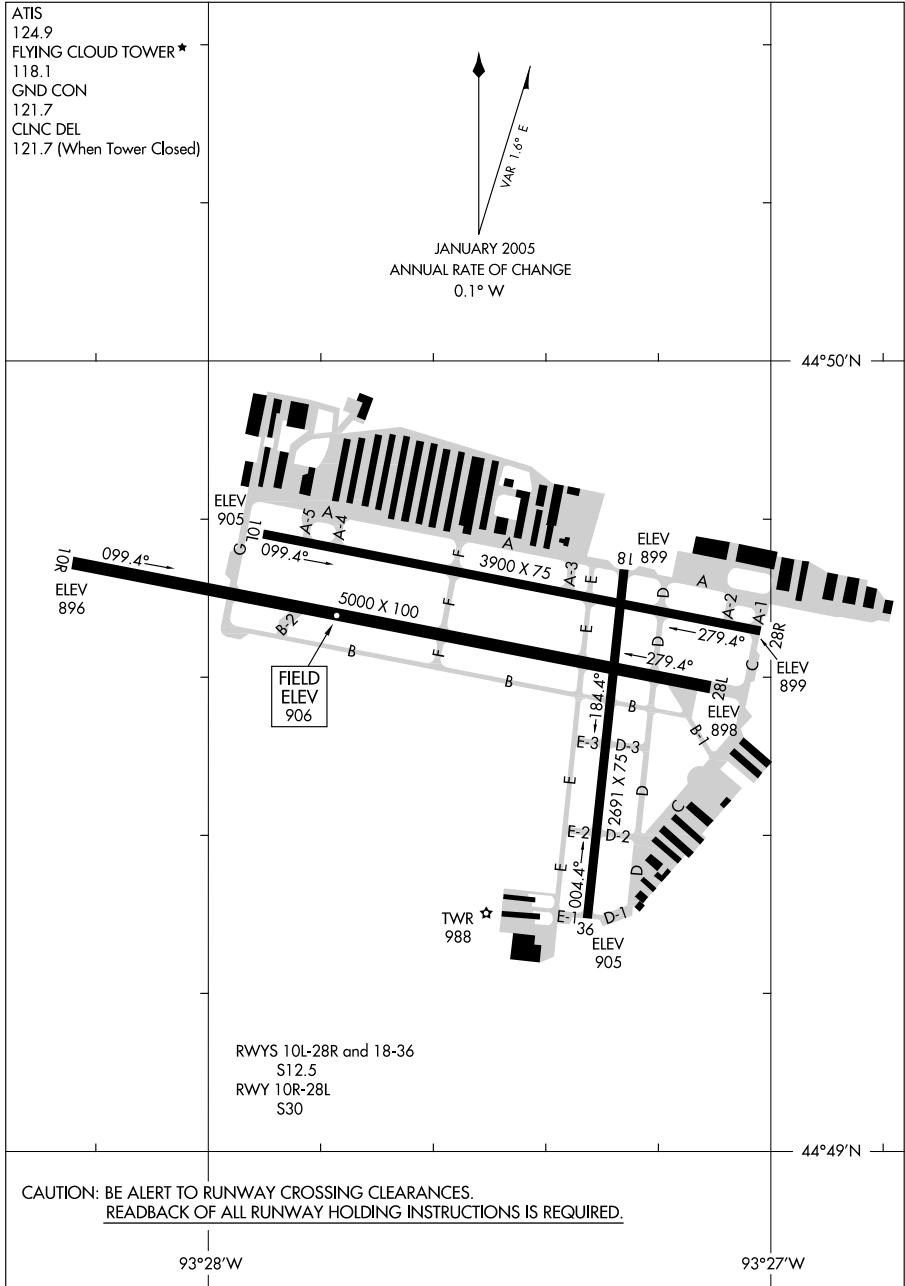 ATIS
124.9
FLYING CLOUD TOWER★
118.1
GND CON
121.7
CLNC DEL
121.7 (When Tower Closed)
VAR 1.6° E
JANUARY 2005
ANNUAL RATE OF CHANGE
0.1° W
44°50'N
ELEV
905
10L
A-5
A
A-4
F
A
A-3
E
18
ELEV
899
D
A
A-2
A-1
10R
099.4°
ELEV
896
G
099.4°
3900 X 75
28R
279.4°
ELEV
899
5000 X 100
F
E
D
279.4°
C
B-2
B
F
B
28L
ELEV
898
FIELD
ELEV
906
184.4°
B
B-1
E-3
D-3
E
2691 X 75
D
C
E-2
D-2
E
004.4°
D
TWR
988
E-1
36
D-1
ELEV
905
RWYS 10L-28R and 18-36
S12.5
RWY 10R-28L
S30
44°49'N
CAUTION: BE ALERT TO RUNWAY CROSSING CLEARANCES.
READBACK OF ALL RUNWAY HOLDING INSTRUCTIONS IS REQUIRED.
93°28'W
93°27'W